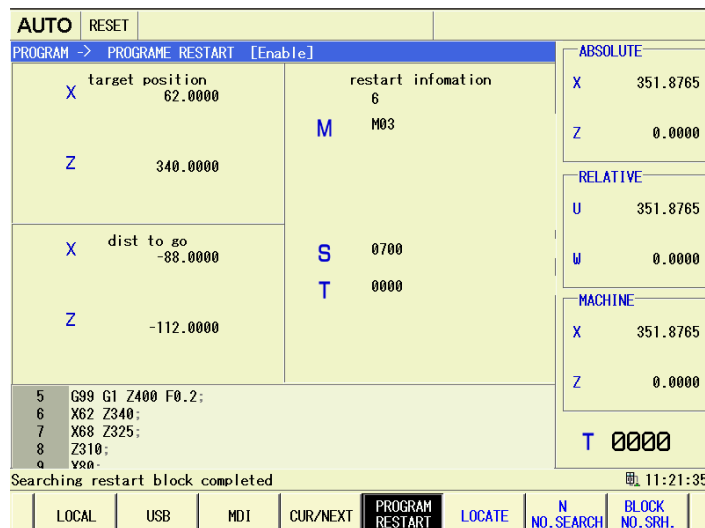 AUTO RESET
PROGRAM -> PROGRAME RESTART [Enable]
target position
X 62.0000
Z 340.0000
dist to go
X -88.0000
Z -112.0000
restart infomation
6
M M03
S 0700
T 0000
ABSOLUTE
X 351.8765
Z 0.0000
RELATIVE
U 351.8765
W 0.0000
MACHINE
X 351.8765
Z 0.0000
T 0000
5 G99 G1 Z400 F0.2;
6 X62 Z340;
7 X68 Z325;
8 Z310;
9 X80;
Searching restart block completed 11:21:35
LOCAL USB MDI CUR/NEXT PROGRAM RESTART LOCATE N NO.SEARCH BLOCK NO.SRH.